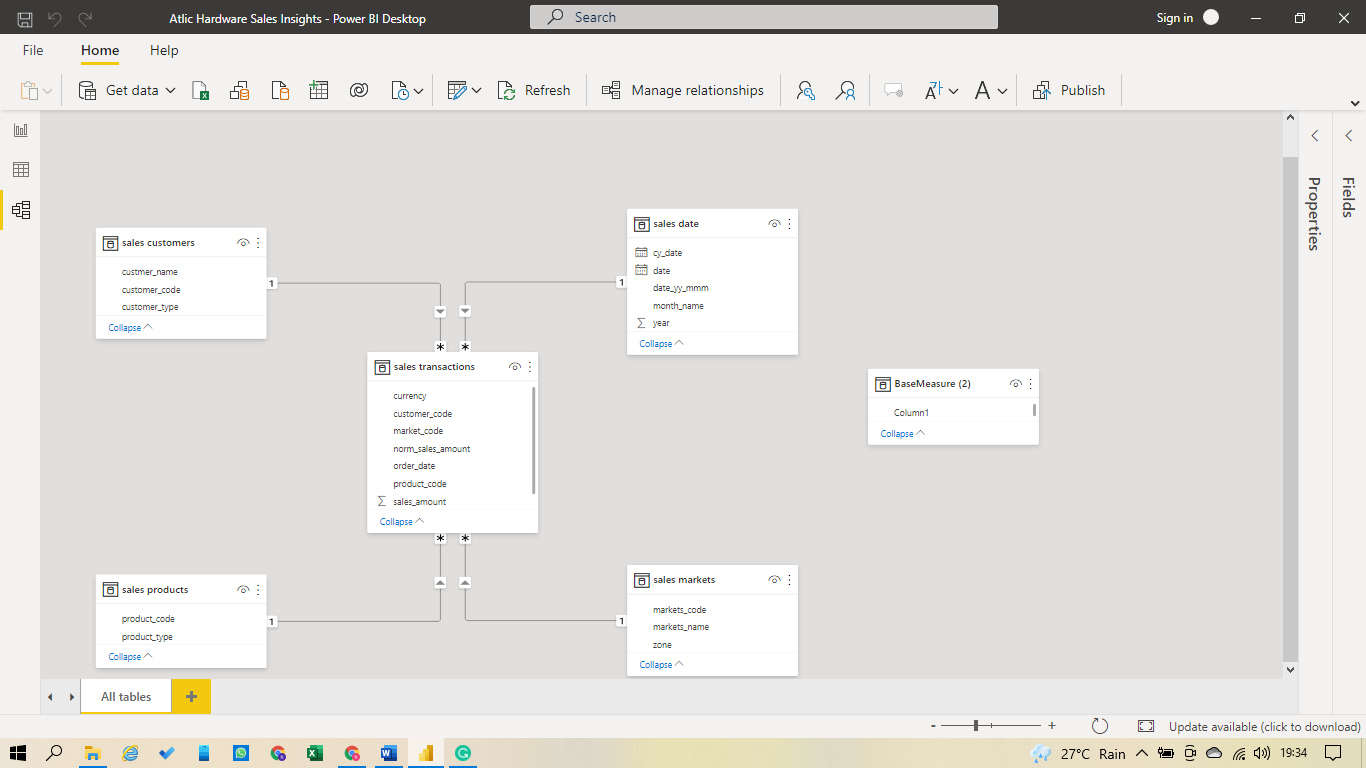 Atlic Hardware Sales Insights - Power BI Desktop
Search
Sign in
File
Home
Help
Get data
Refresh
Manage relationships
Publish
sales customers
custmer_name
customer_code
customer_type
Collapse
1
sales date
cy_date
date
date_yy_mmm
month_name
year
Collapse
1
*
*
sales transactions
currency
customer_code
market_code
norm_sales_amount
order_date
product_code
sales_amount
Collapse
*
*
BaseMeasure (2)
Column1
Collapse
sales products
product_code
product_type
Collapse
1
sales markets
markets_code
markets_name
zone
Collapse
1
Properties
Fields
All tables
+
- +
Update available (click to download)
27°C Rain
19:34